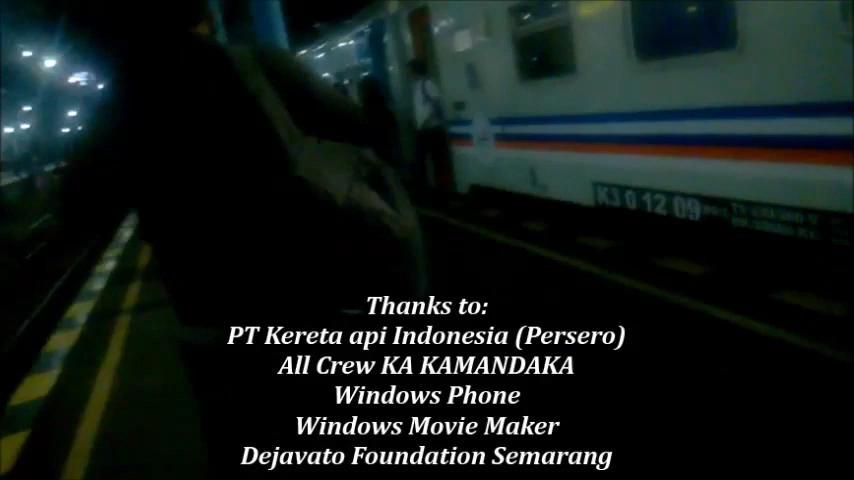 K3 0 12 09
Thanks to:
PT Kereta api Indonesia (Persero)
All Crew KA KAMANDAKA
Windows Phone
Windows Movie Maker
Dejavato Foundation Semarang